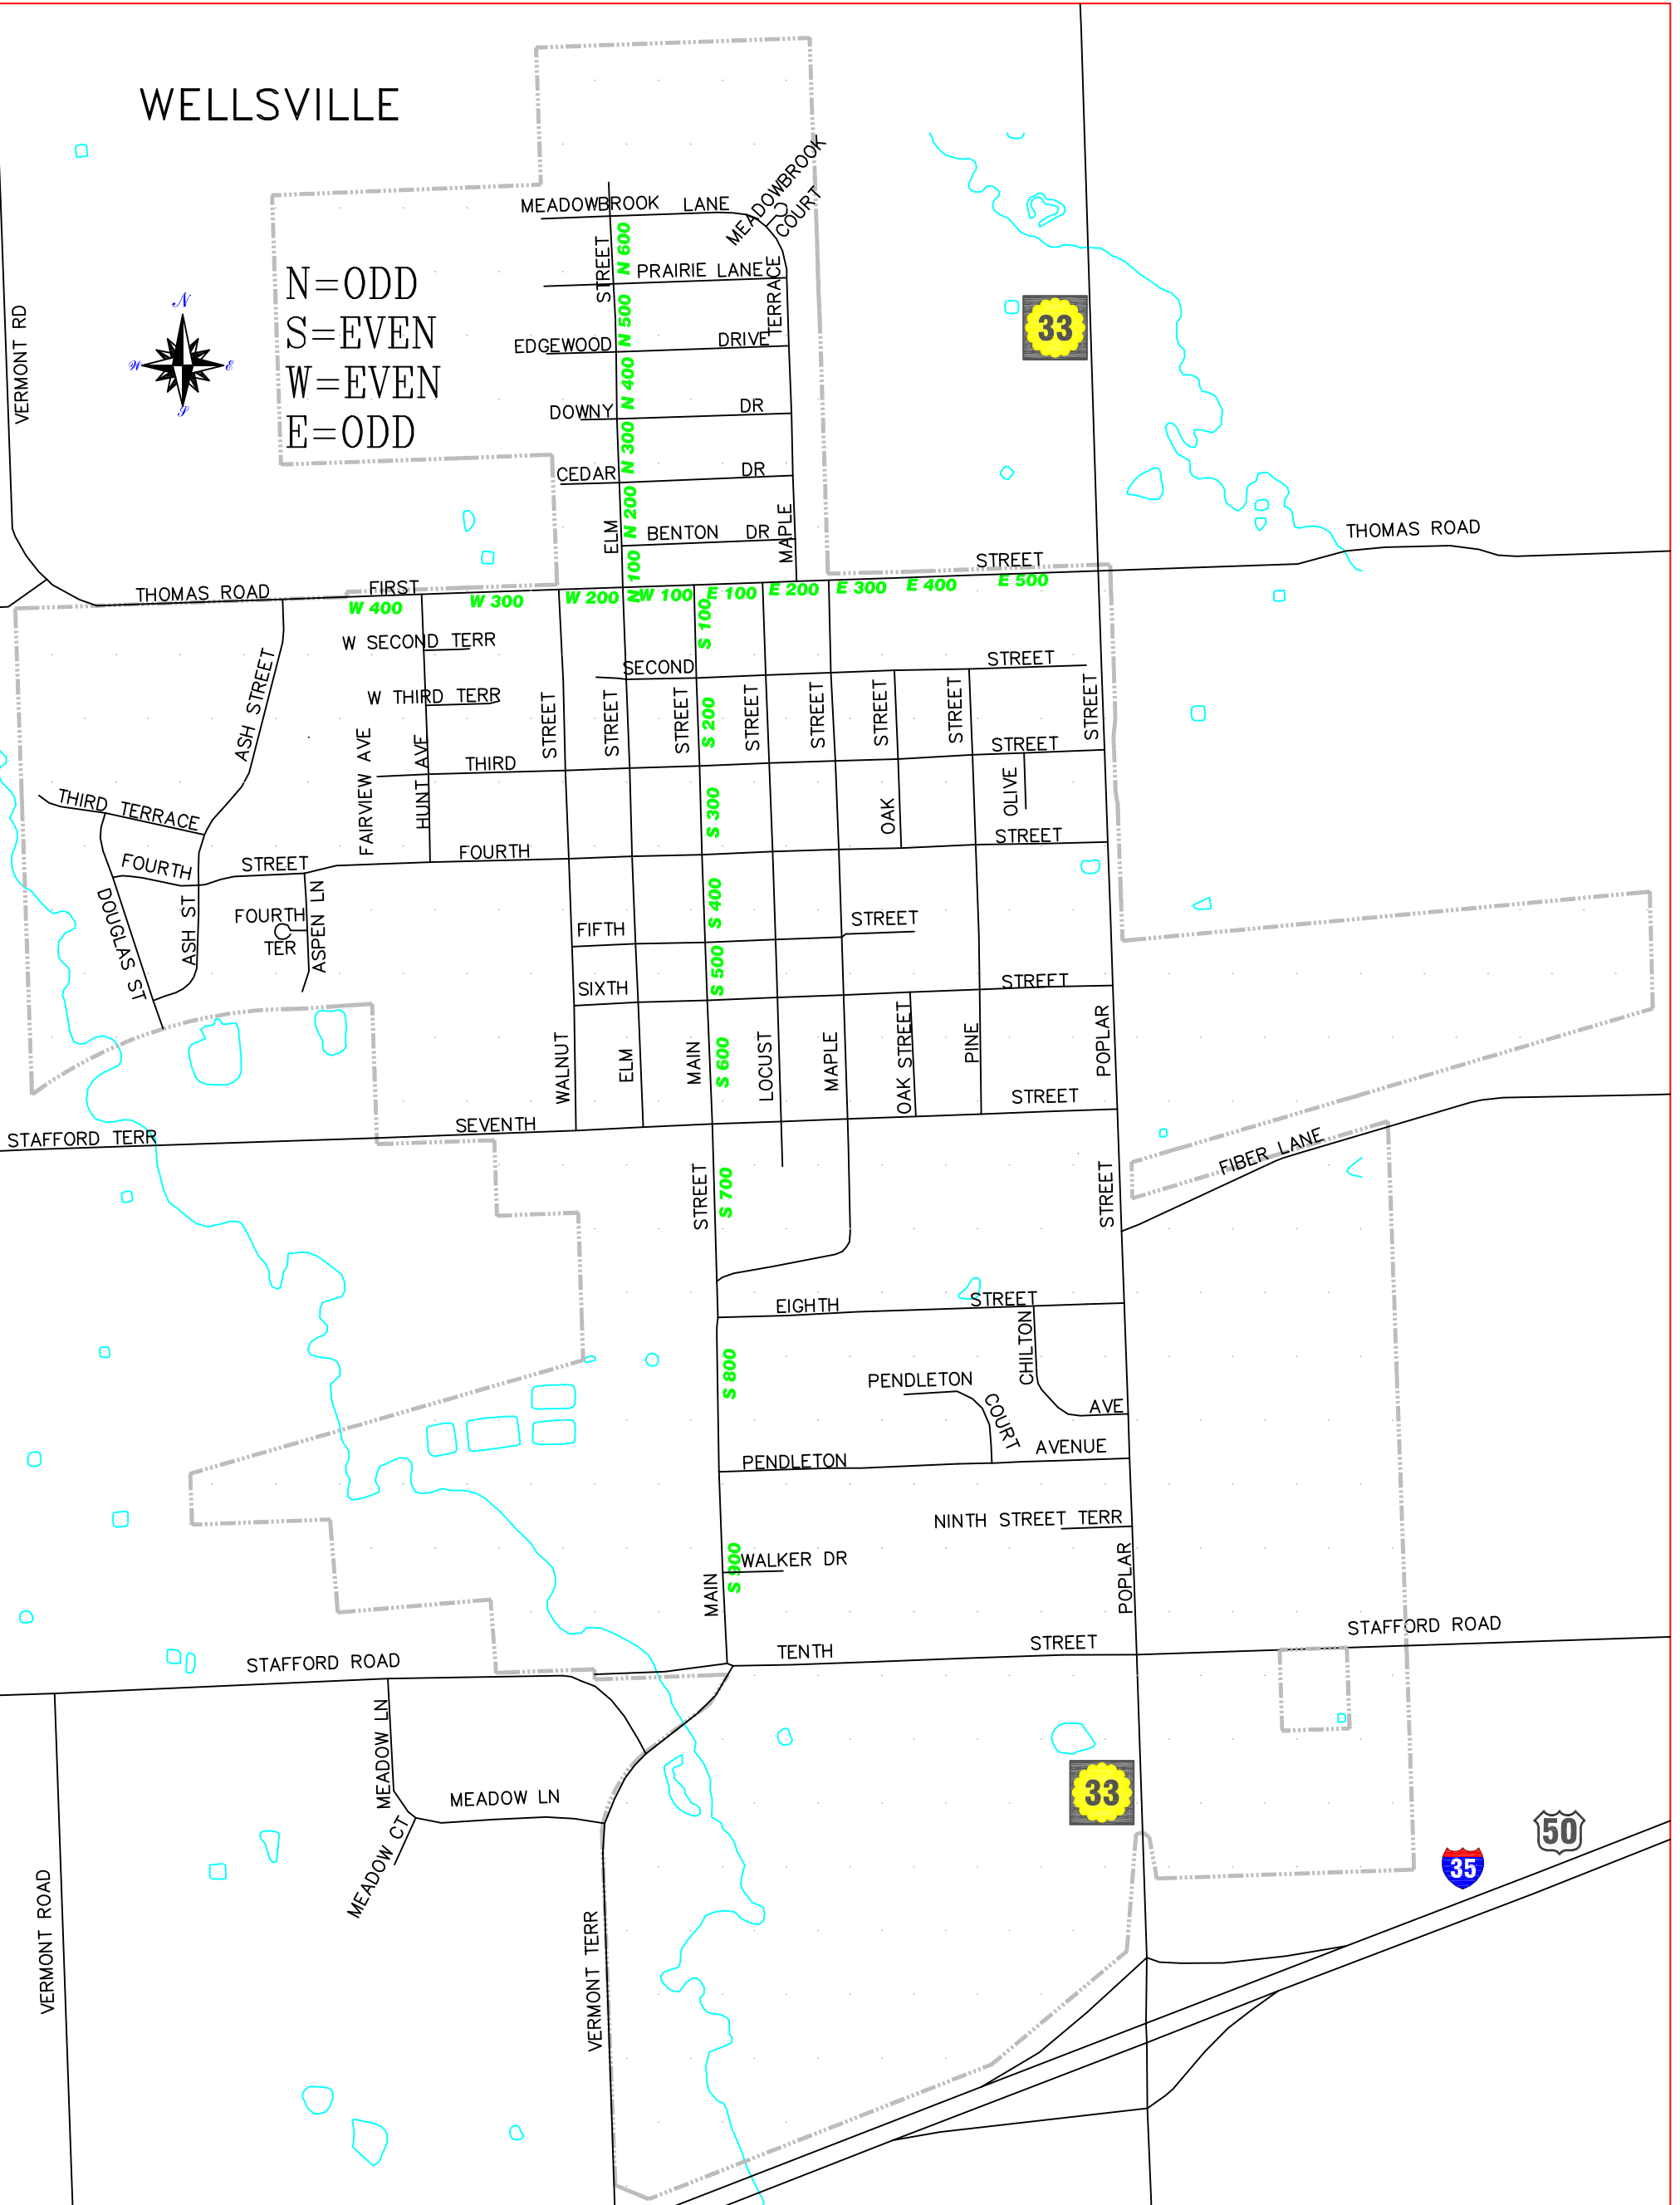 WELLSVILLE
MEADOWBROOK COURT
MEADOWBROOK LANE
N 600
STREET
PRAIRIE LANE
TERRACE
N=ODD
S=EVEN
W=EVEN
E=ODD
N
W
E
S
VERMONT RD
N 500
33
EDGEWOOD DRIVE
N 400
DOWNY DR
N 300
CEDAR DR
N 200
ELM
BENTON DR
MAPLE
N 100
THOMAS ROAD
STREET
THOMAS ROAD
FIRST
W 400
W 300
W 200
W 100
E 100
E 200
E 300
E 400
E 500
S 100
W SECOND TERR
SECOND STREET
W THIRD TERR
ASH STREET
STREET
STREET
STREET
S 200
STREET
STREET
STREET
STREET
STREET
FAIRVIEW AVE
HUNT AVE
THIRD STREET
THIRD TERRACE
S 300
OAK
OLIVE
FOURTH STREET
FOURTH STREET
DOUGLAS ST
ASH ST
FOURTH
TER
ASPEN LN
S 400
FIFTH STREET
S 500
SIXTH STREET
WALNUT
ELM
MAIN
S 600
LOCUST
MAPLE
OAK STREET
PINE
POPLAR
STAFFORD TERR
SEVENTH STREET
FIBER LANE
STREET
S 700
STREET
EIGHTH STREET
S 800
CHILTON AVE
PENDLETON COURT
PENDLETON AVENUE
NINTH STREET TERR
S 900
WALKER DR
MAIN
POPLAR
STAFFORD ROAD
TENTH STREET
STAFFORD ROAD
MEADOW LN
MEADOW LN
MEADOW CT
33
50
35
VERMONT ROAD
VERMONT TERR